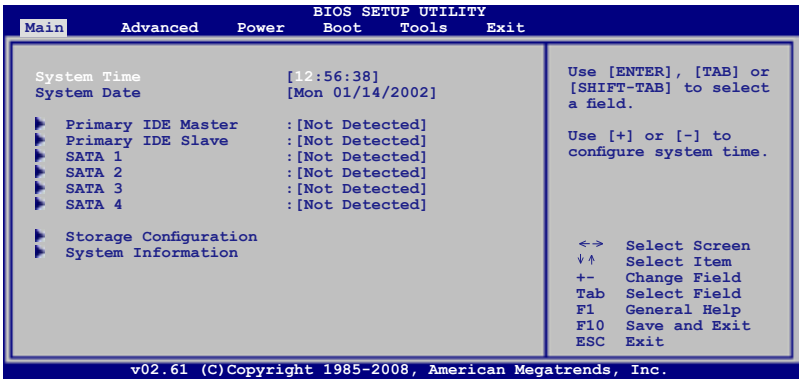 BIOS SETUP UTILITY
Main Advanced Power Boot Tools Exit
System Time [12:56:38]
System Date [Mon 01/14/2002]
Primary IDE Master :[Not Detected]
Primary IDE Slave :[Not Detected]
SATA 1 :[Not Detected]
SATA 2 :[Not Detected]
SATA 3 :[Not Detected]
SATA 4 :[Not Detected]
Storage Configuration
System Information
Use [ENTER], [TAB] or
[SHIFT-TAB] to select
a field.
Use [+] or [-] to
configure system time.
←→ Select Screen
↓↑ Select Item
+- Change Field
Tab Select Field
F1 General Help
F10 Save and Exit
ESC Exit
v02.61 (C)Copyright 1985-2008, American Megatrends, Inc.